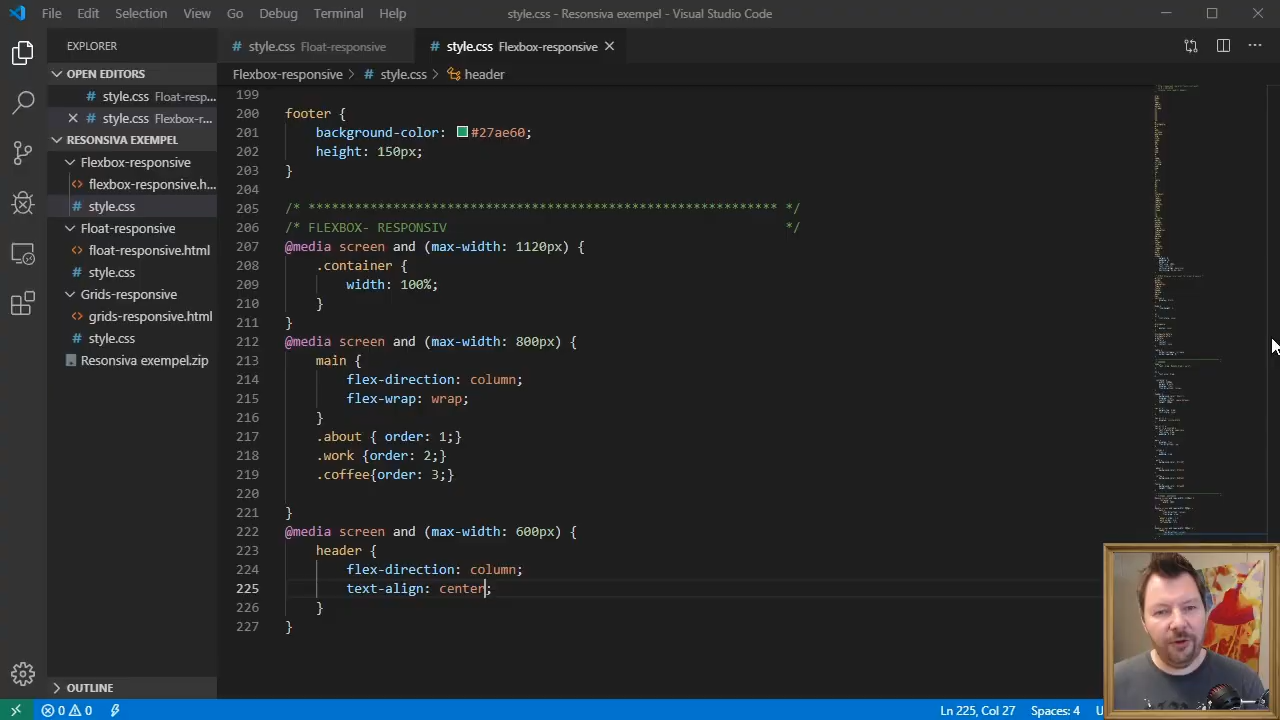 File Edit Selection View Go Debug Terminal Help
style.css - Resonsiva exempel - Visual Studio Code
EXPLORER
OPEN EDITORS
style.css Float-resp...
style.css Flexbox-r...
RESONSIVA EXEMPEL
Flexbox-responsive
flexbox-responsive.h...
style.css
Float-responsive
float-responsive.html
style.css
Grids-responsive
grids-responsive.html
style.css
Resonsiva exempel.zip
OUTLINE
style.css Float-responsive
style.css Flexbox-responsive
Flexbox-responsive > style.css > header
199
200 footer {
201 background-color: #27ae60;
202 height: 150px;
203 }
204
205 /* ************************************************************* */
206 /* FLEXBOX- RESPONSIV */
207 @media screen and (max-width: 1120px) {
208 .container {
209 width: 100%;
210 }
211 }
212 @media screen and (max-width: 800px) {
213 main {
214 flex-direction: column;
215 flex-wrap: wrap;
216 }
217 .about { order: 1;}
218 .work {order: 2;}
219 .coffee{order: 3;}
220
221 }
222 @media screen and (max-width: 600px) {
223 header {
224 flex-direction: column;
225 text-align: center;
226 }
227 }
0 0
Ln 225, Col 27 Spaces: 4